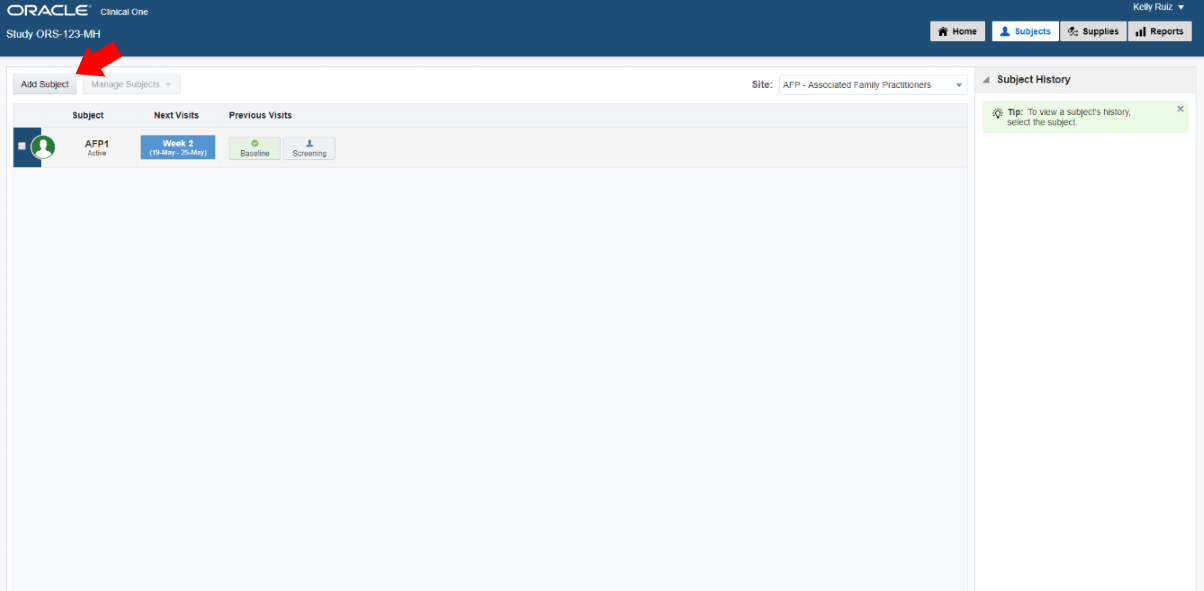 ORACLE® Clinical One
Kelly Ruiz
Study ORS-123-MH
Home
Subjects
Supplies
Reports
Add Subject
Manage Subjects
Site: AFP - Associated Family Practitioners
Subject History
Subject Next Visits Previous Visits
Tip: To view a subject's history,
select the subject.
AFP1
Active
Week 2
(19-May - 25-May)
Baseline
Screening